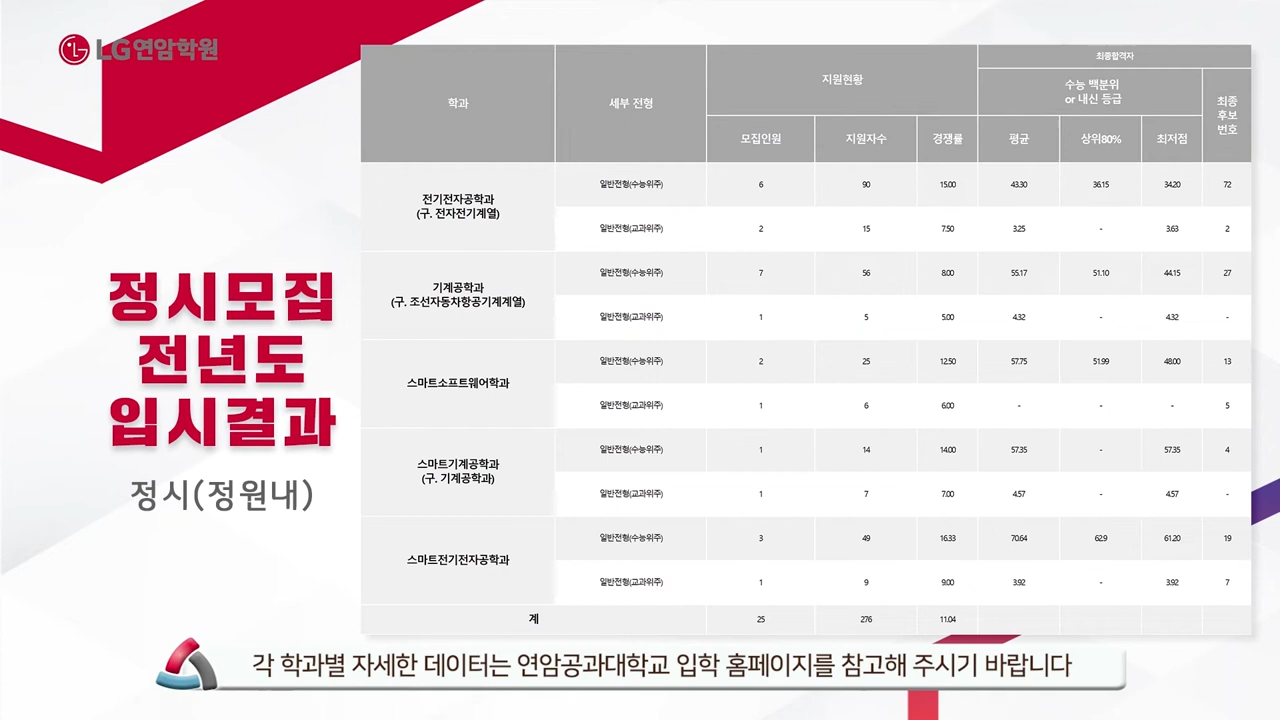 LG연암학원
정시모집
전년도
입시결과
정시(정원내)
학과 세부 전형 지원현황 최종합격자
수능 백분위
or 내신 등급
최종
후보
번호
모집인원 지원자수 경쟁률 평균 상위80% 최저점
전기전자공학과
(구. 전자전기계열)
일반전형(수능위주) 6 90 15.00 43.30 36.15 34.20 72
일반전형(교과위주) 2 15 7.50 3.25 - 3.63 2
기계공학과
(구. 조선자동차항공기계계열)
일반전형(수능위주) 7 56 8.00 55.17 51.10 44.15 27
일반전형(교과위주) 1 5 5.00 4.32 - 4.32 -
스마트소프트웨어학과
일반전형(수능위주) 2 25 12.50 57.75 51.99 48.00 13
일반전형(교과위주) 1 6 6.00 - - - 5
스마트기계공학과
(구. 기계공학과)
일반전형(수능위주) 1 14 14.00 57.35 - 57.35 4
일반전형(교과위주) 1 7 7.00 4.57 - 4.57 -
스마트전기전자공학과
일반전형(수능위주) 3 49 16.33 70.64 62.9 61.20 19
일반전형(교과위주) 1 9 9.00 3.92 - 3.92 7
계 25 276 11.04
각 학과별 자세한 데이터는 연암공과대학교 입학 홈페이지를 참고해 주시기 바랍니다